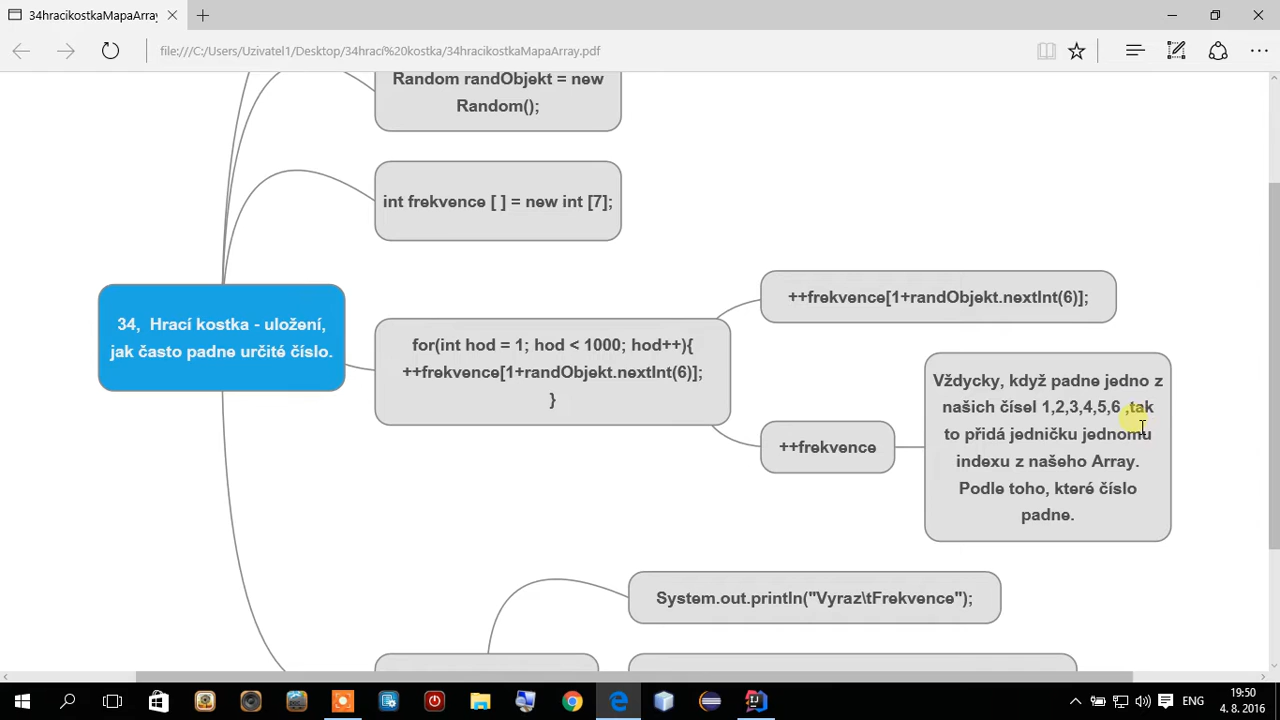 34hracikostkaMapaArray
file:///C:/Users/Uzivatel1/Desktop/34hrací%20kostka/34hracikostkaMapaArray.pdf
Random randObjekt = new
Random();
int frekvence [ ] = new int [7];
34,  Hrací kostka - uložení,
jak často padne určité číslo.
for(int hod = 1; hod < 1000; hod++){
++frekvence[1+randObjekt.nextInt(6)];
}
++frekvence[1+randObjekt.nextInt(6)];
++frekvence
Vždycky, když padne jedno z
našich čísel 1,2,3,4,5,6 ,tak
to přidá jedničku jednomu
indexu z našeho Array.
Podle toho, které číslo
padne.
System.out.println("Vyraz\tFrekvence");
ENG
19:50
4. 8. 2016